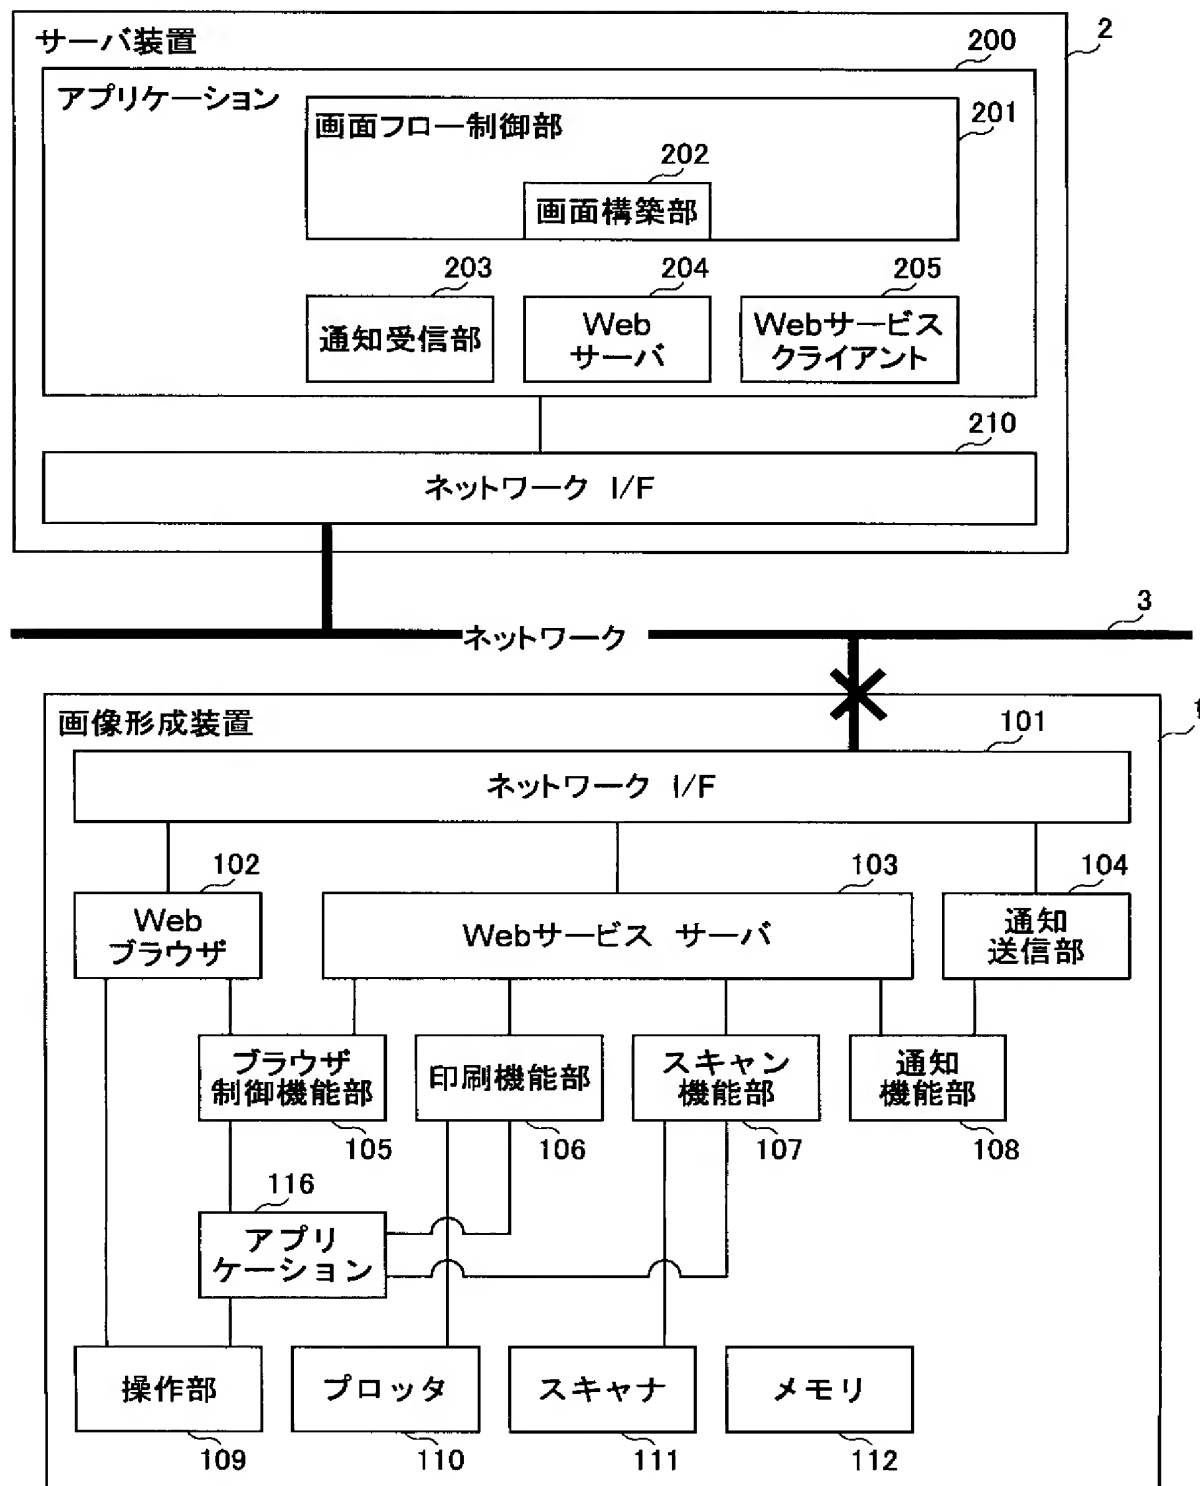 サーバ装置
2
200
アプリケーション
画面フロー制御部
201
202
画面構築部
203
204
205
通知受信部
Web
サーバ
Webサービス
クライアント
210
ネットワーク I/F
3
ネットワーク
画像形成装置
1
101
ネットワーク I/F
102
103
104
Web
ブラウザ
Webサービス サーバ
通知
送信部
ブラウザ
制御機能部
印刷機能部
スキャン
機能部
通知
機能部
105
106
107
108
116
アプリ
ケーション
操作部
プロッタ
スキャナ
メモリ
109
110
111
112